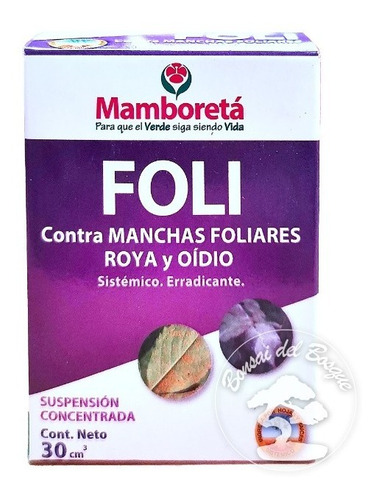 FOLI
Mamboretá
Para que el Verde siga siendo Vida
FOLI
Contra MANCHAS FOLIARES
ROYA y OÍDIO
Sistémico. Erradicante.
Bonsai del Bosque
SUSPENSIÓN
CONCENTRADA
Cont. Neto
30 cm³